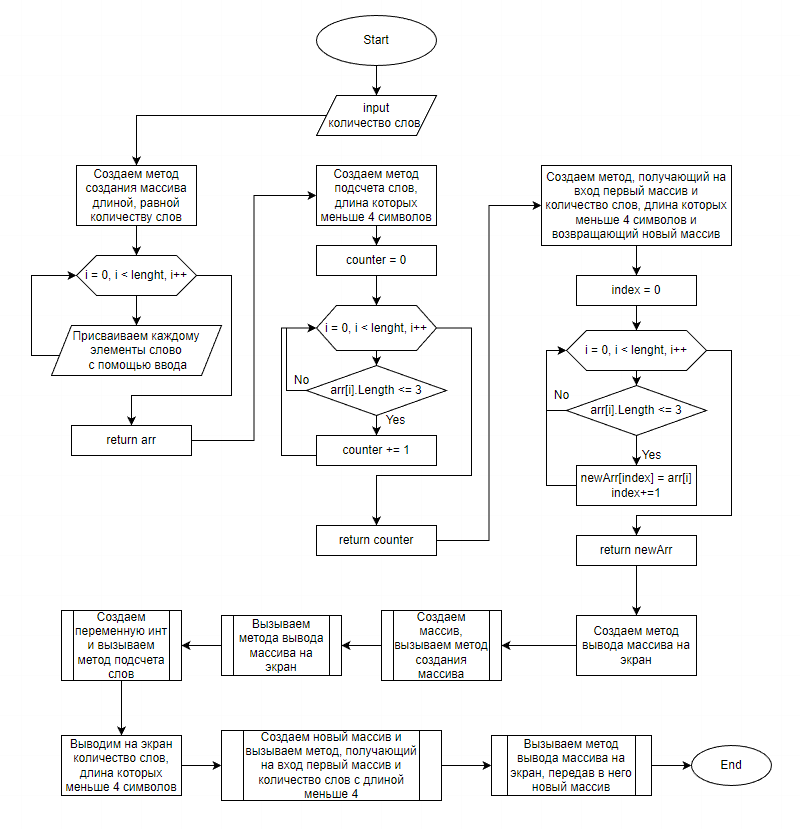 Start
input
количество слов
Создаем метод
создания массива
длиной, равной
количеству слов
i = 0, i < lenght, i++
Присваиваем каждому
элементы слово
с помощью ввода
return arr
Создаем метод
подсчета слов,
длина которых
меньше 4 символов
counter = 0
i = 0, i < lenght, i++
No
arr[i].Length <= 3
Yes
counter += 1
return counter
Создаем метод, получающий на
вход первый массив и
количество слов, длина которых
меньше 4 символов и
возвращающий новый массив
index = 0
i = 0, i < lenght, i++
No
arr[i].Length <= 3
Yes
newArr[index] = arr[i]
index+=1
return newArr
Создаем метод
вывода массива на
экран
Создаем
массив,
вызываем метод
создания
массива
Вызываем
метода вывода
массива на
экран
Создаем
переменную инт
и вызываем
метод подсчета
слов
Выводим на экран
количество слов,
длина которых
меньше 4 символов
Создаем новый массив и
вызываем метод, получающий
на вход первый массив и
количество слов с длиной
меньше 4
Вызываем метод
вывода массива на
экран, передав в него
новый массив
End